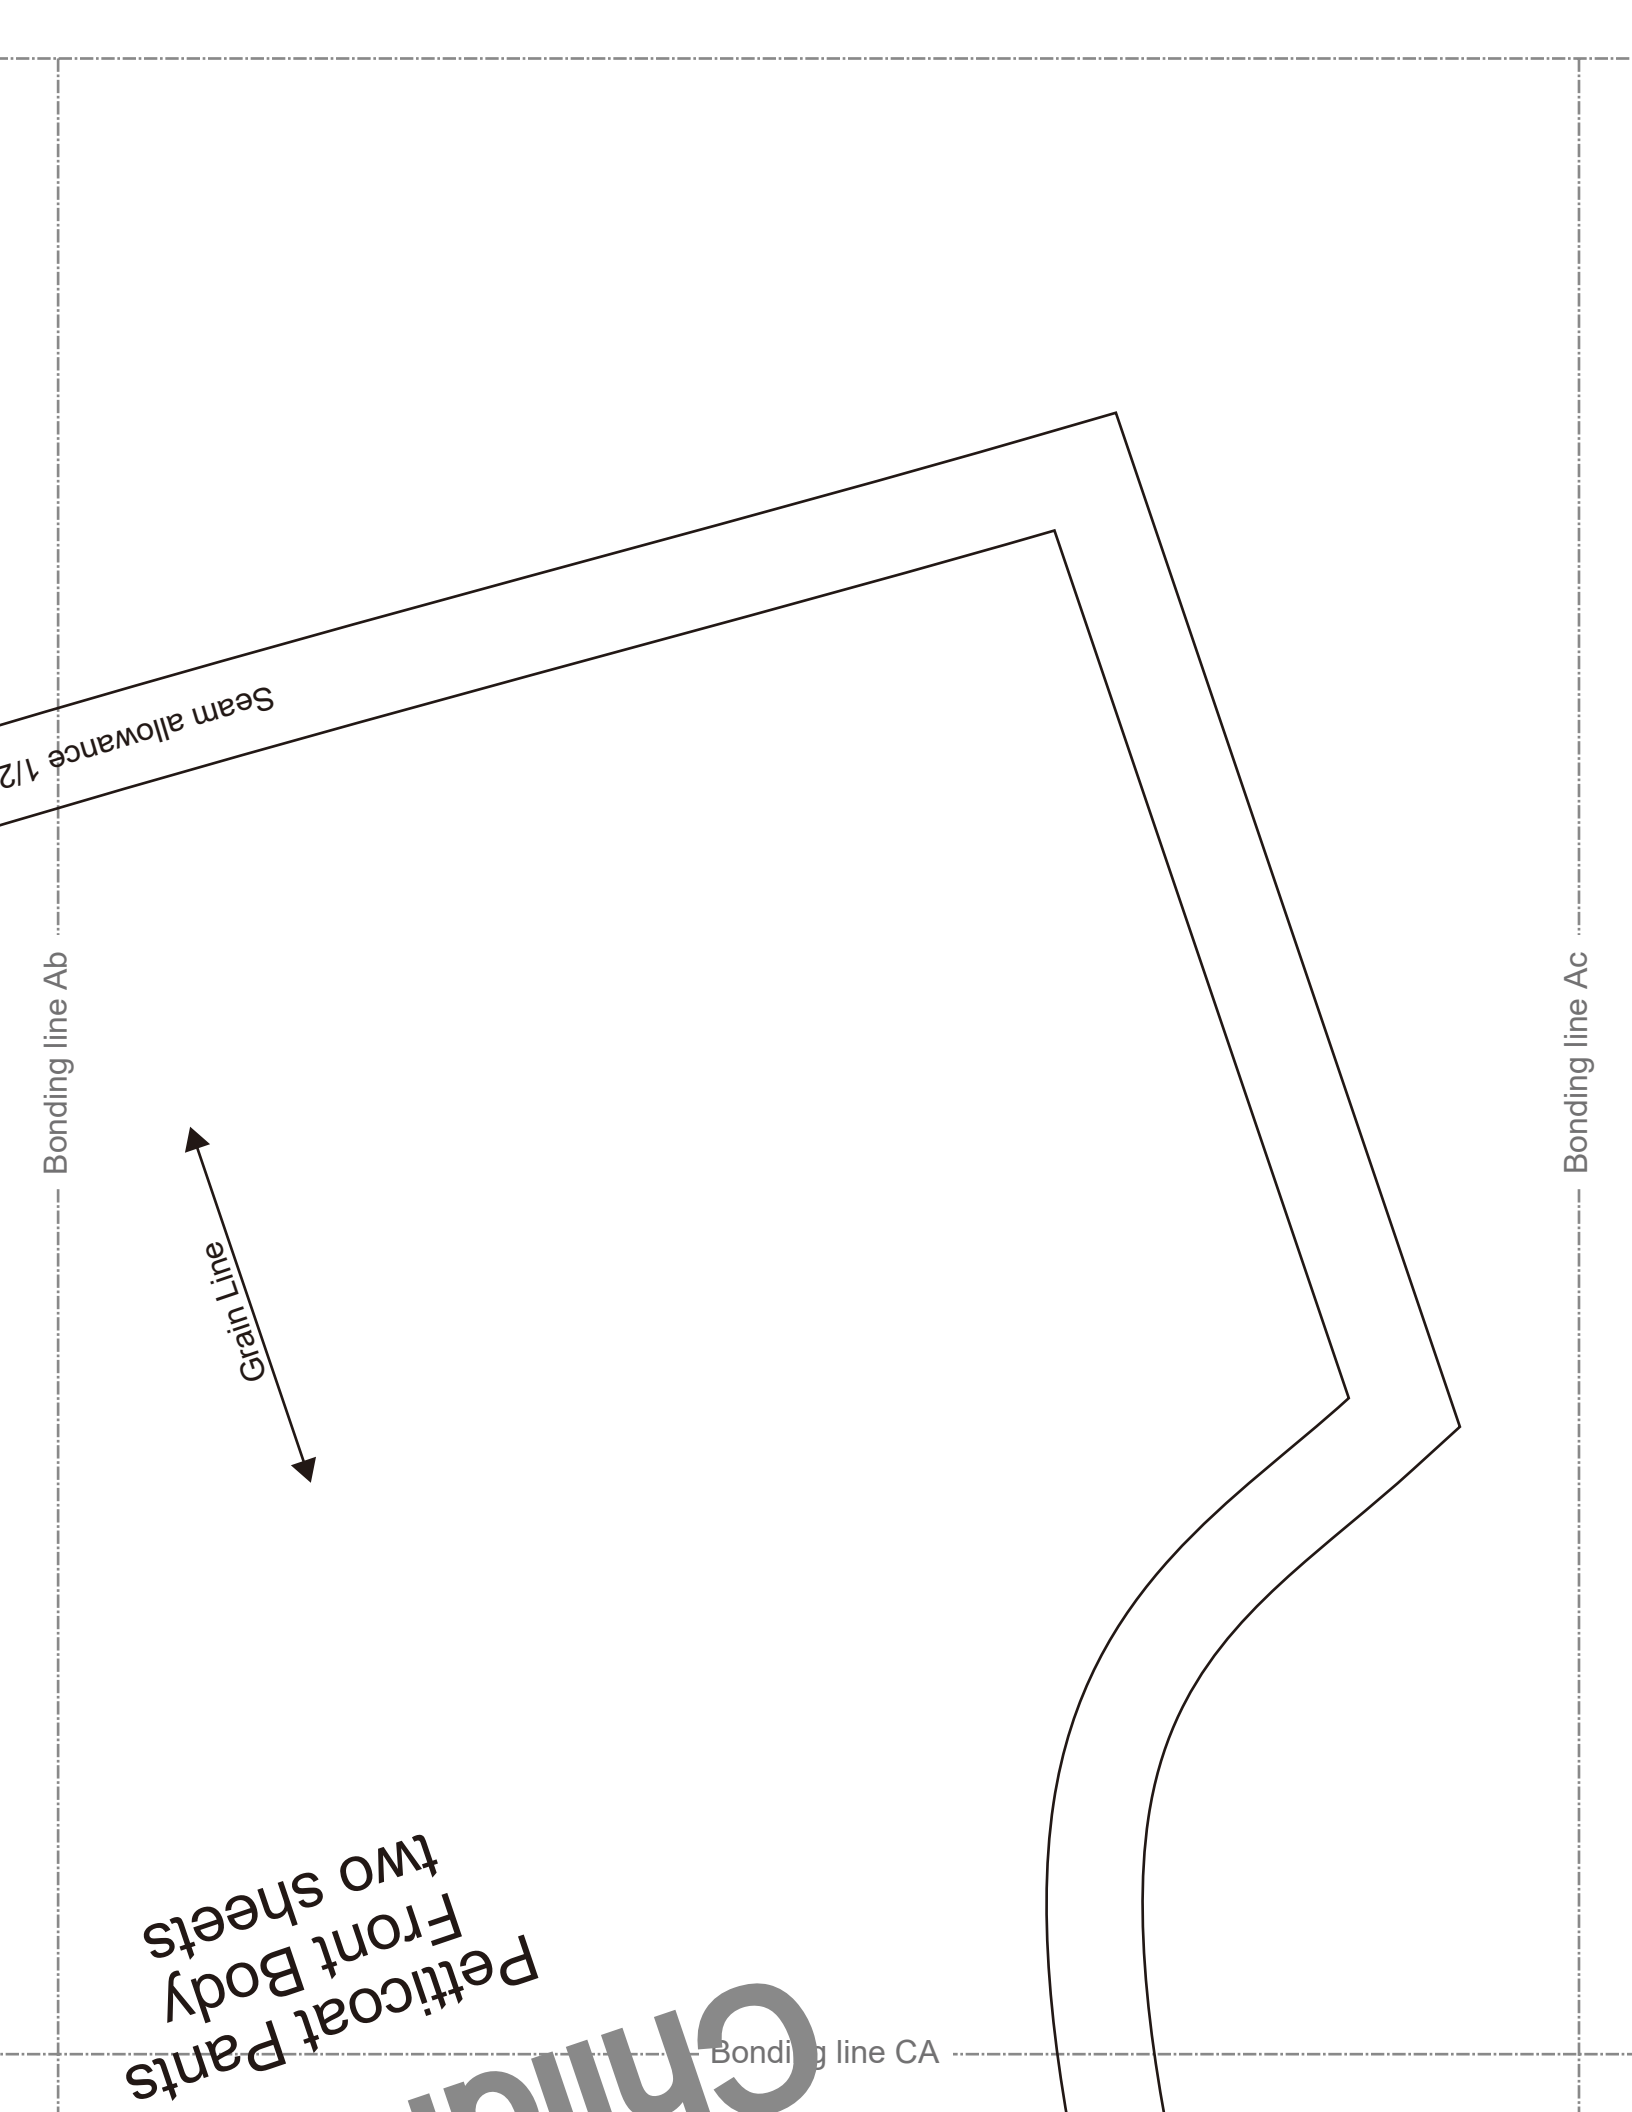 Seam allowance 1/2
Bonding line Ab
Bonding line Ac
Grain Line
Petticoat Pants
Front Body
two sheets
Bonding line CA